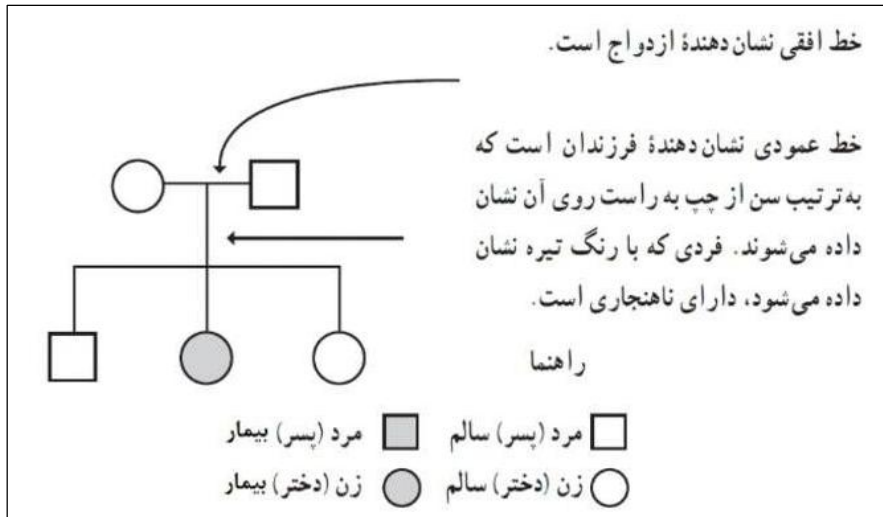 خط افقی نشان‌دهندهٔ ازدواج است.
خط عمودی نشان‌دهندهٔ فرزندان است که
به‌ترتیب سن از چپ به راست روی آن نشان
داده می‌شوند. فردی که با رنگ تیره نشان
داده می‌شود، دارای ناهنجاری است.
راهنما
مرد (پسر) سالم مرد (پسر) بیمار
زن (دختر) سالم زن (دختر) بیمار